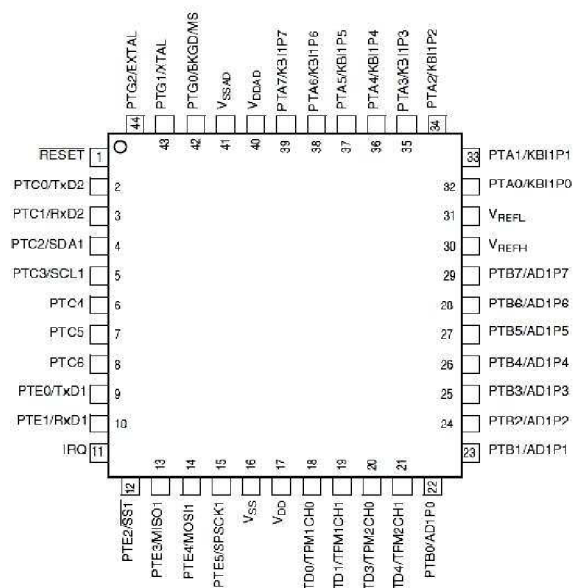 PTG2/EXTAL
PTG1/XTAL
PTG0/BKGD/MS
VSSAD
VDDAD
PTA7/KBI1P7
PTA6/KBI1P6
PTA5/KBI1P5
PTA4/KBI1P4
PTA3/KBI1P3
PTA2/KBI1P2
44
43
42
41
40
39
38
37
36
35
34
RESET 1
PTC0/TxD2 2
PTC1/RxD2 3
PTC2/SDA1 4
PTC3/SCL1 5
PTC4 6
PTC5 7
PTC6 8
PTE0/TxD1 9
PTE1/RxD1 10
IRQ 11
33 PTA1/KBI1P1
32 PTA0/KBI1P0
31 VREFL
30 VREFH
29 PTB7/AD1P7
28 PTB6/AD1P6
27 PTB5/AD1P5
26 PTB4/AD1P4
25 PTB3/AD1P3
24 PTB2/AD1P2
23 PTB1/AD1P1
12
13
14
15
16
17
18
19
20
21
22
PTE2/SS1
PTE3/MISO1
PTE4/MOSI1
PTE5/SPSCK1
VSS
VDD
TD0/TPM1CH0
TD1/TPM1CH1
TD3/TPM2CH0
TD4/TPM2CH1
PTB0/AD1P0